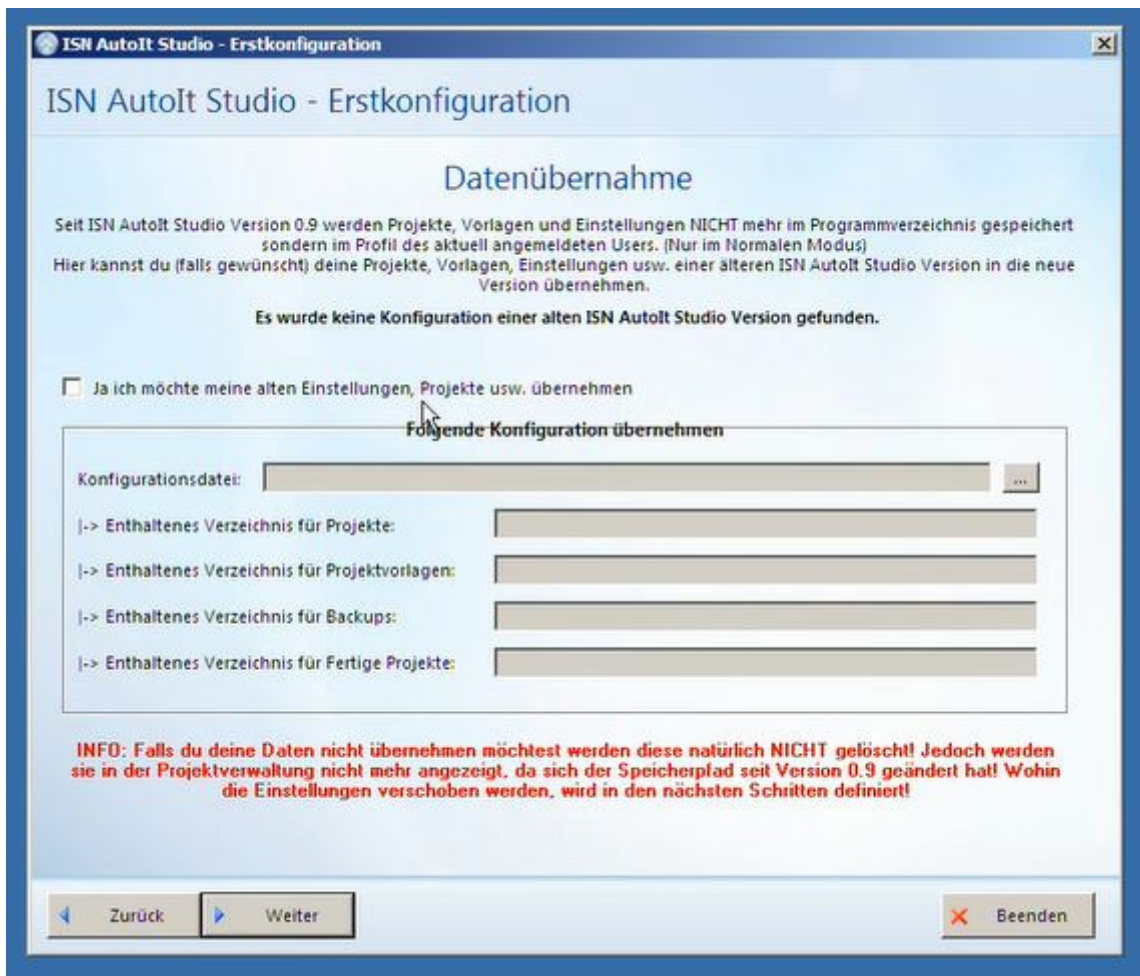 ISN AutoIt Studio - Erstkonfiguration
ISN AutoIt Studio - Erstkonfiguration
Datenübernahme
Seit ISN AutoIt Studio Version 0.9 werden Projekte, Vorlagen und Einstellungen NICHT mehr im Programmverzeichnis gespeichert
sondern im Profil des aktuell angemeldeten Users. (Nur im Normalen Modus)
Hier kannst du (falls gewünscht) deine Projekte, Vorlagen, Einstellungen usw. einer älteren ISN AutoIt Studio Version in die neue
Version übernehmen.
Es wurde keine Konfiguration einer alten ISN AutoIt Studio Version gefunden.
Ja ich möchte meine alten Einstellungen, Projekte usw. übernehmen
Folgende Konfiguration übernehmen
Konfigurationsdatei:
...
|-> Enthaltenes Verzeichnis für Projekte:
|-> Enthaltenes Verzeichnis für Projektvorlagen:
|-> Enthaltenes Verzeichnis für Backups:
|-> Enthaltenes Verzeichnis für Fertige Projekte:
INFO: Falls du deine Daten nicht übernehmen möchtest werden diese natürlich NICHT gelöscht! Jedoch werden
sie in der Projektverwaltung nicht mehr angezeigt, da sich der Speicherpfad seit Version 0.9 geändert hat! Wohin
die Einstellungen verschoben werden, wird in den nächsten Schritten definiert!
Zurück
Weiter
Beenden